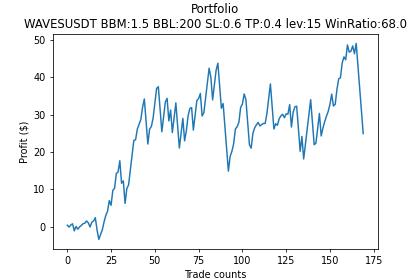 Portfolio
WAVESUSDT BBM:1.5 BBL:200 SL:0.6 TP:0.4 lev:15 WinRatio:68.0
50
40
30
20
10
0
Profit ($)
0 25 50 75 100 125 150 175
Trade counts